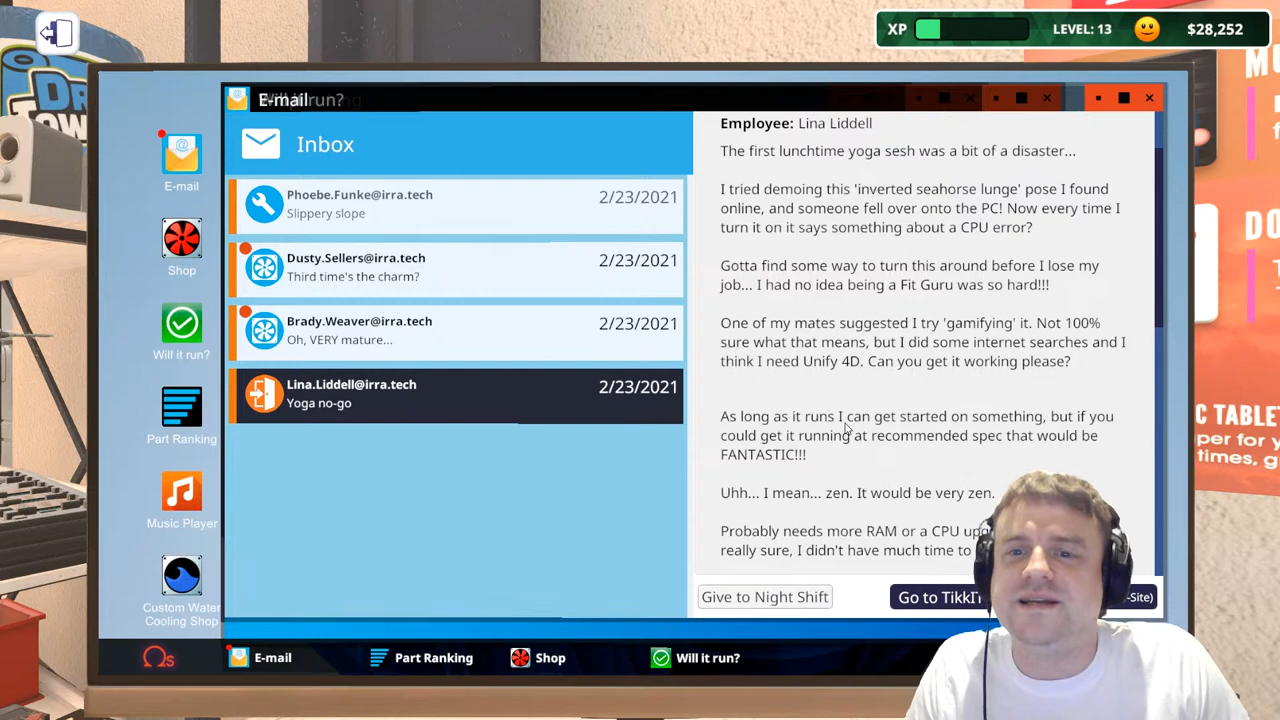 XP
LEVEL: 13
$28,252
E-mail
Inbox
Phoebe.Funke@irra.tech
2/23/2021
Slippery slope
Dusty.Sellers@irra.tech
2/23/2021
Third time's the charm?
Brady.Weaver@irra.tech
2/23/2021
Oh, VERY mature...
Lina.Liddell@irra.tech
2/23/2021
Yoga no-go
Employee: Lina Liddell
The first lunchtime yoga sesh was a bit of a disaster...
I tried demoing this 'inverted seahorse lunge' pose I found
online, and someone fell over onto the PC! Now every time I
turn it on it says something about a CPU error?
Gotta find some way to turn this around before I lose my
job... I had no idea being a Fit Guru was so hard!!!
One of my mates suggested I try 'gamifying' it. Not 100%
sure what that means, but I did some internet searches and I
think I need Unify 4D. Can you get it working please?
As long as it runs I can get started on something, but if you
could get it running at recommended spec that would be
FANTASTIC!!!
Uhh... I mean... zen. It would be very zen.
Probably needs more RAM or a CPU
really sure, I didn't have much time to
Give to Night Shift
Go to
E-mail
Shop
Will it run?
Part Ranking
Music Player
Custom Water
Cooling Shop
E-mail
Part Ranking
Shop
Will it run?
C TABLET